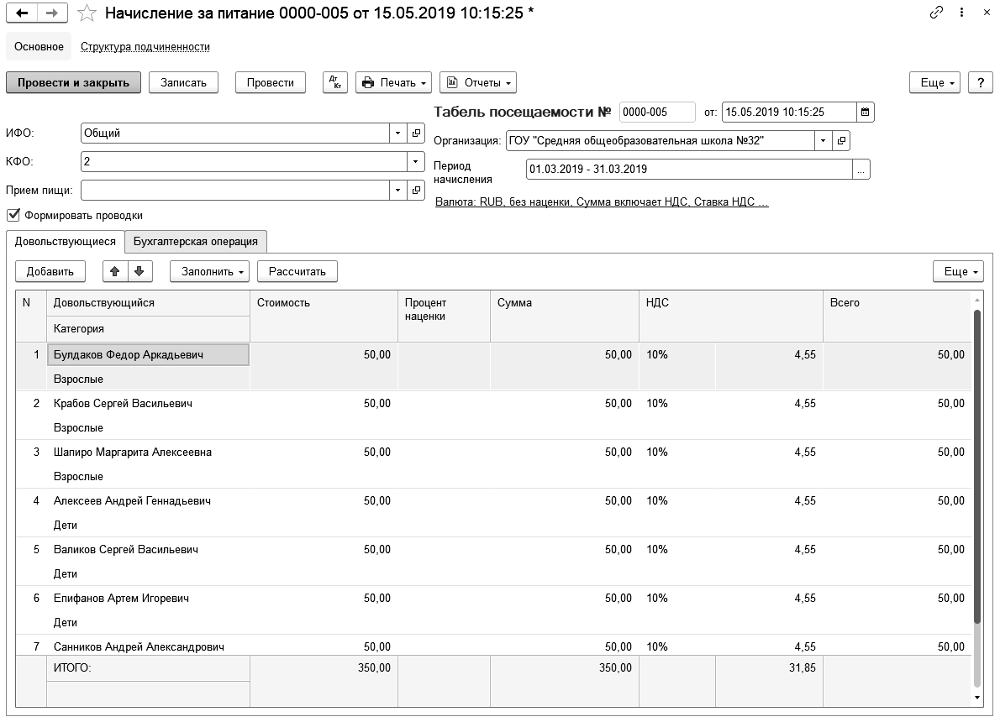 Начисление за питание 0000-005 от 15.05.2019 10:15:25 *
Основное Структура подчиненности
Провести и закрыть Записать Провести Дт Кт Печать Отчеты Еще ?
Табель посещаемости № 0000-005 от: 15.05.2019 10:15:25
ИФО: Общий
Организация: ГОУ "Средняя общеобразовательная школа №32"
КФО: 2
Период начисления 01.03.2019 - 31.03.2019 ...
Прием пищи:
Валюта: RUB, без наценки, Сумма включает НДС, Ставка НДС ...
Формировать проводки
Довольствующиеся Бухгалтерская операция
Добавить Заполнить Рассчитать Еще
N Довольствующийся Стоимость Процент наценки Сумма НДС Всего
Категория
1 Булдаков Федор Аркадьевич 50,00 50,00 10% 4,55 50,00
Взрослые
2 Крабов Сергей Васильевич 50,00 50,00 10% 4,55 50,00
Взрослые
3 Шапиро Маргарита Алексеевна 50,00 50,00 10% 4,55 50,00
Взрослые
4 Алексеев Андрей Геннадьевич 50,00 50,00 10% 4,55 50,00
Дети
5 Валиков Сергей Васильевич 50,00 50,00 10% 4,55 50,00
Дети
6 Епифанов Артем Игоревич 50,00 50,00 10% 4,55 50,00
Дети
7 Санников Андрей Александрович 50,00 50,00 10% 4,55 50,00
ИТОГО: 350,00 350,00 31,85